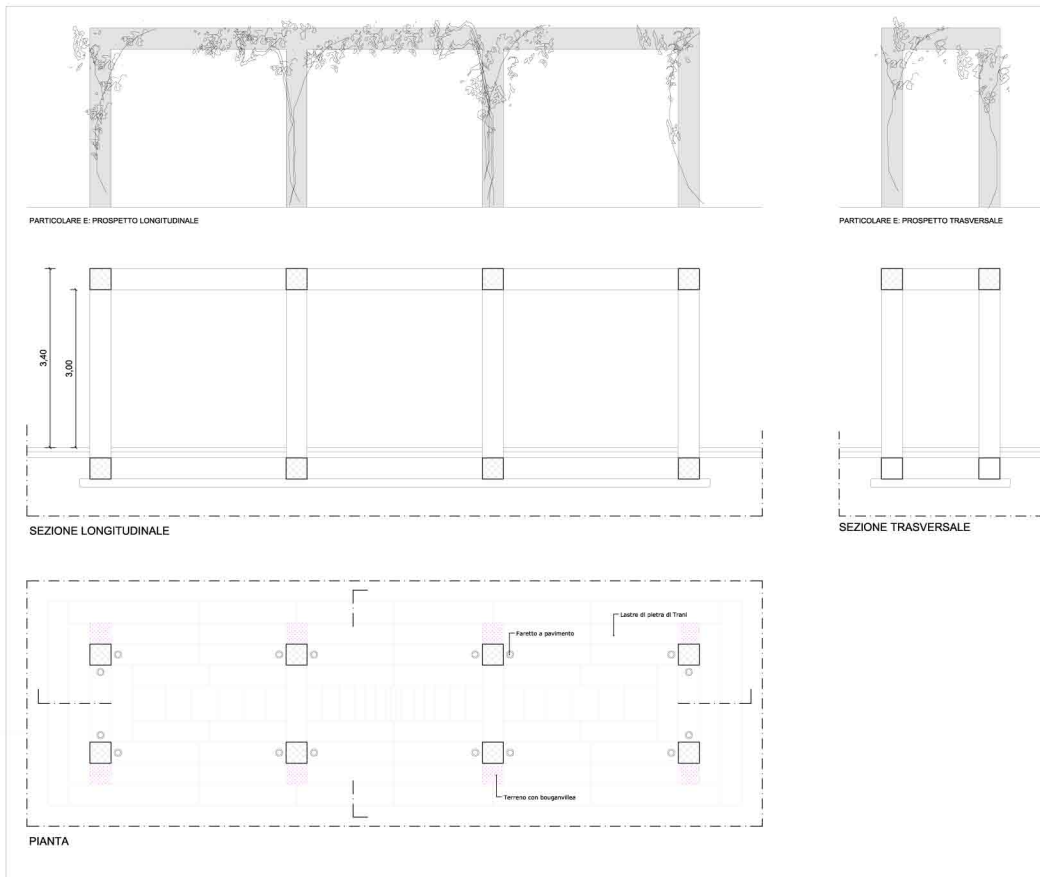 PARTICOLARE E: PROSPETTO LONGITUDINALE
PARTICOLARE E: PROSPETTO TRASVERSALE
3,40
3,00
SEZIONE LONGITUDINALE
SEZIONE TRASVERSALE
Lastre di pietra di Trani
Faretto a pavimento
Terreno con bouganvillea
PIANTA